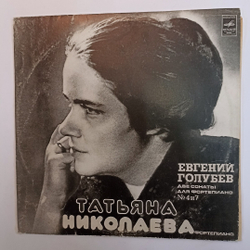 ЕВГЕНИЙ
ГОЛУБЕВ
ДВЕ СОНАТЫ
ДЛЯ ФОРТЕПИАНО
№ 4 и 7
ТАТЬЯНА
НИКОЛАЕВА
ФОРТЕПИАНО